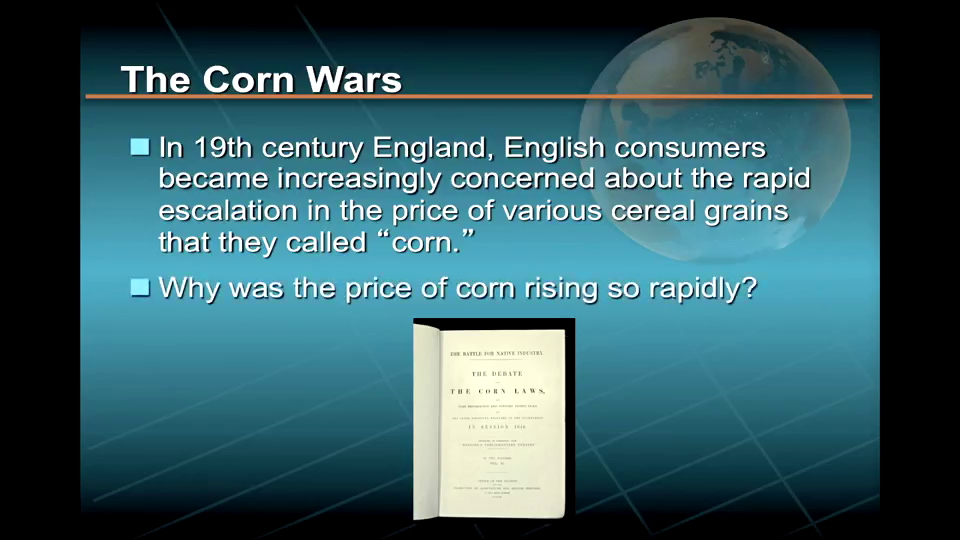 The Corn Wars
In 19th century England, English consumers
became increasingly concerned about the rapid
escalation in the price of various cereal grains
that they called “corn.”
Why was the price of corn rising so rapidly?
THE BATTLE FOR NATIVE INDUSTRY.
THE DEBATE
THE CORN LAWS,
IN SESSION 1846